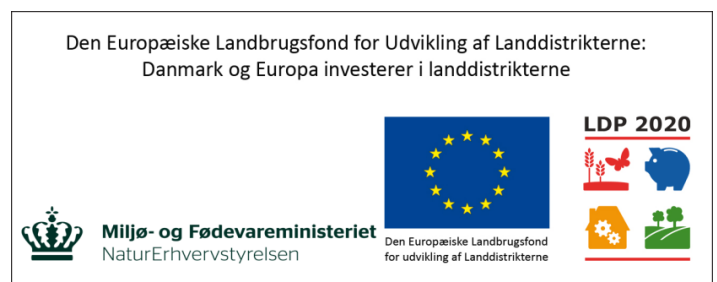 Den Europæiske Landbrugsfond for Udvikling af Landdistrikterne:
Danmark og Europa investerer i landdistrikterne
LDP 2020
Miljø- og Fødevareministeriet
NaturErhvervstyrelsen
Den Europæiske Landbrugsfond
for udvikling af Landdistrikterne